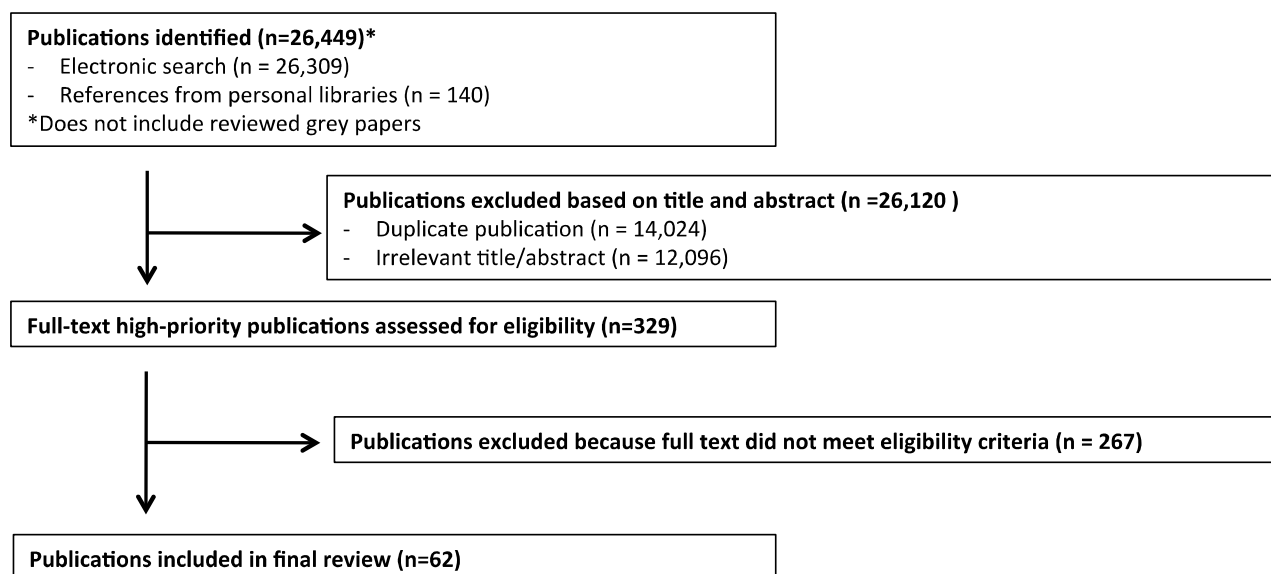 Publications identified (n=26,449)*
- Electronic search (n = 26,309)
- References from personal libraries (n = 140)
*Does not include reviewed grey papers
Publications excluded based on title and abstract (n =26,120 )
- Duplicate publication (n = 14,024)
- Irrelevant title/abstract (n = 12,096)
Full-text high-priority publications assessed for eligibility (n=329)
Publications excluded because full text did not meet eligibility criteria (n = 267)
Publications included in final review (n=62)